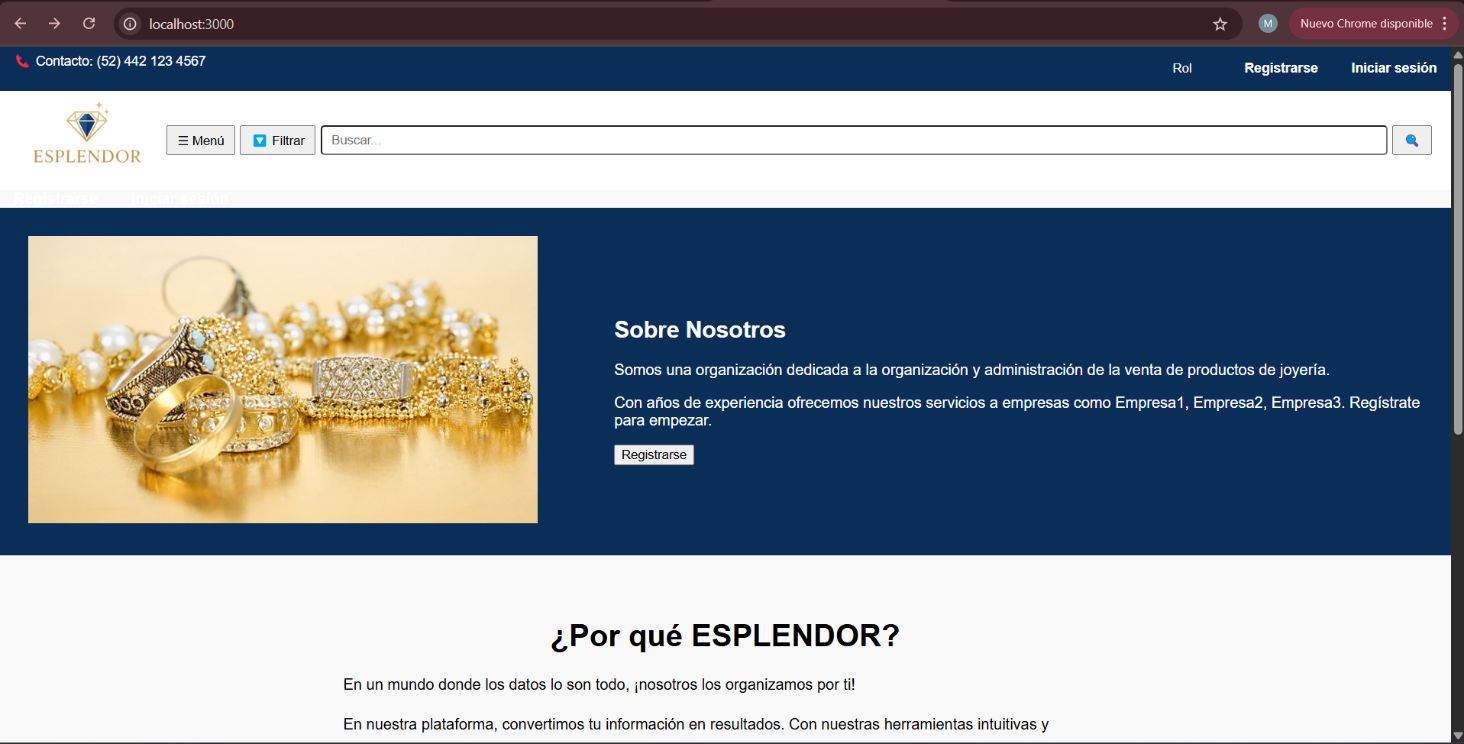 localhost:3000
M
Nuevo Chrome disponible
Contacto: (52) 442 123 4567
Rol
Registrarse
Iniciar sesión
ESPLENDOR
☰ Menú
Filtrar
Buscar...
Registrarse
Iniciar sesión
Sobre Nosotros
Somos una organización dedicada a la organización y administración de la venta de productos de joyería.
Con años de experiencia ofrecemos nuestros servicios a empresas como Empresa1, Empresa2, Empresa3. Regístrate
para empezar.
Registrarse
¿Por qué ESPLENDOR?
En un mundo donde los datos lo son todo, ¡nosotros los organizamos por ti!
En nuestra plataforma, convertimos tu información en resultados. Con nuestras herramientas intuitivas y